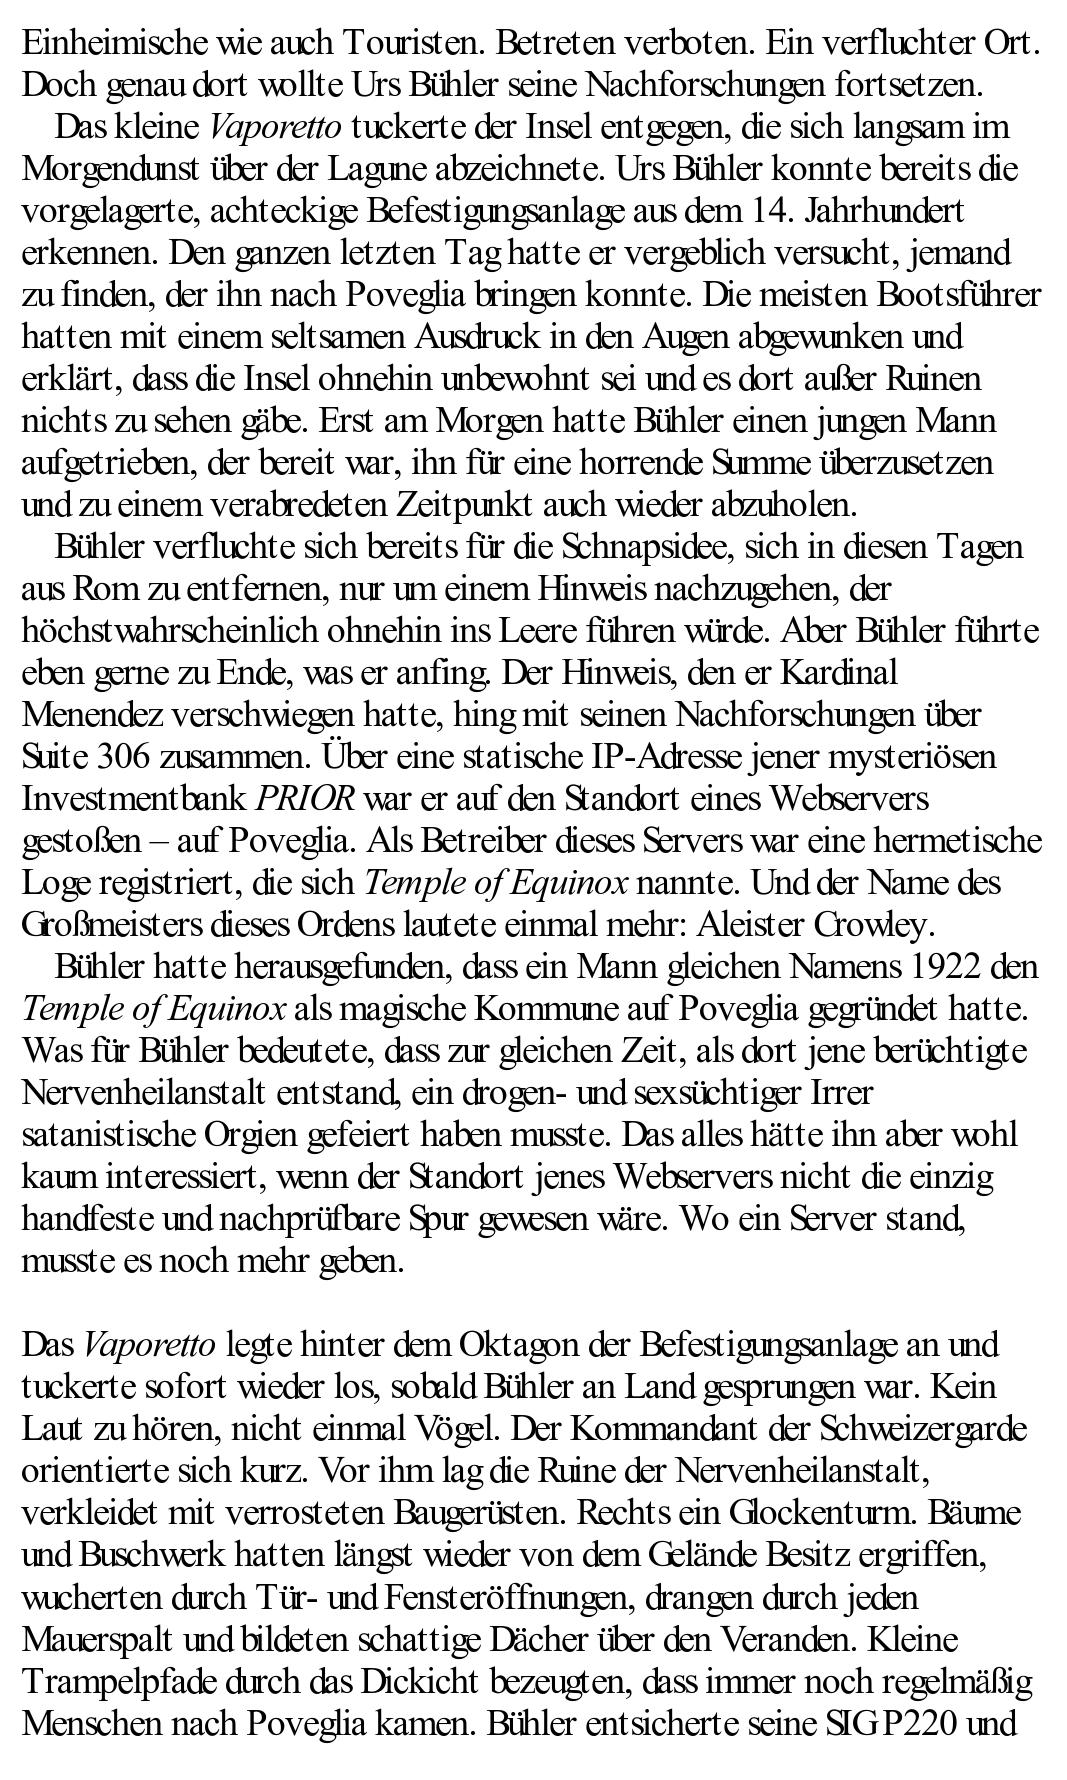 Einheimische wie auch Touristen. Betreten verboten. Ein verfluchter Ort.
Doch genau dort wollte Urs Bühler seine Nachforschungen fortsetzen.
Das kleine Vaporetto tuckerte der Insel entgegen, die sich langsam im
Morgendunst über der Lagune abzeichnete. Urs Bühler konnte bereits die
vorgelagerte, achteckige Befestigungsanlage aus dem 14. Jahrhundert
erkennen. Den ganzen letzten Tag hatte er vergeblich versucht, jemand
zu finden, der ihn nach Poveglia bringen konnte. Die meisten Bootsführer
hatten mit einem seltsamen Ausdruck in den Augen abgewunken und
erklärt, dass die Insel ohnehin unbewohnt sei und es dort außer Ruinen
nichts zu sehen gäbe. Erst am Morgen hatte Bühler einen jungen Mann
aufgetrieben, der bereit war, ihn für eine horrende Summe überzusetzen
und zu einem verabredeten Zeitpunkt auch wieder abzuholen.
Bühler verfluchte sich bereits für die Schnapsidee, sich in diesen Tagen
aus Rom zu entfernen, nur um einem Hinweis nachzugehen, der
höchstwahrscheinlich ohnehin ins Leere führen würde. Aber Bühler führte
eben gerne zu Ende, was er anfing. Der Hinweis, den er Kardinal
Menendez verschwiegen hatte, hing mit seinen Nachforschungen über
Suite 306 zusammen. Über eine statische IP-Adresse jener mysteriösen
Investmentbank PRIOR war er auf den Standort eines Webservers
gestoßen – auf Poveglia. Als Betreiber dieses Servers war eine hermetische
Loge registriert, die sich Temple of Equinox nannte. Und der Name des
Großmeisters dieses Ordens lautete einmal mehr: Aleister Crowley.
Bühler hatte herausgefunden, dass ein Mann gleichen Namens 1922 den
Temple of Equinox als magische Kommune auf Poveglia gegründet hatte.
Was für Bühler bedeutete, dass zur gleichen Zeit, als dort jene berüchtigte
Nervenheilanstalt entstand, ein drogen- und sexsüchtiger Irrer
satanistische Orgien gefeiert haben musste. Das alles hätte ihn aber wohl
kaum interessiert, wenn der Standort jenes Webservers nicht die einzig
handfeste und nachprüfbare Spur gewesen wäre. Wo ein Server stand,
musste es noch mehr geben.
Das Vaporetto legte hinter dem Oktagon der Befestigungsanlage an und
tuckerte sofort wieder los, sobald Bühler an Land gesprungen war. Kein
Laut zu hören, nicht einmal Vögel. Der Kommandant der Schweizergarde
orientierte sich kurz. Vor ihm lag die Ruine der Nervenheilanstalt,
verkleidet mit verrosteten Baugerüsten. Rechts ein Glockenturm. Bäume
und Buschwerk hatten längst wieder von dem Gelände Besitz ergriffen,
wucherten durch Tür- und Fensteröffnungen, drangen durch jeden
Mauerspalt und bildeten schattige Dächer über den Veranden. Kleine
Trampelpfade durch das Dickicht bezeugten, dass immer noch regelmäßig
Menschen nach Poveglia kamen. Bühler entsicherte seine SIG P220 und